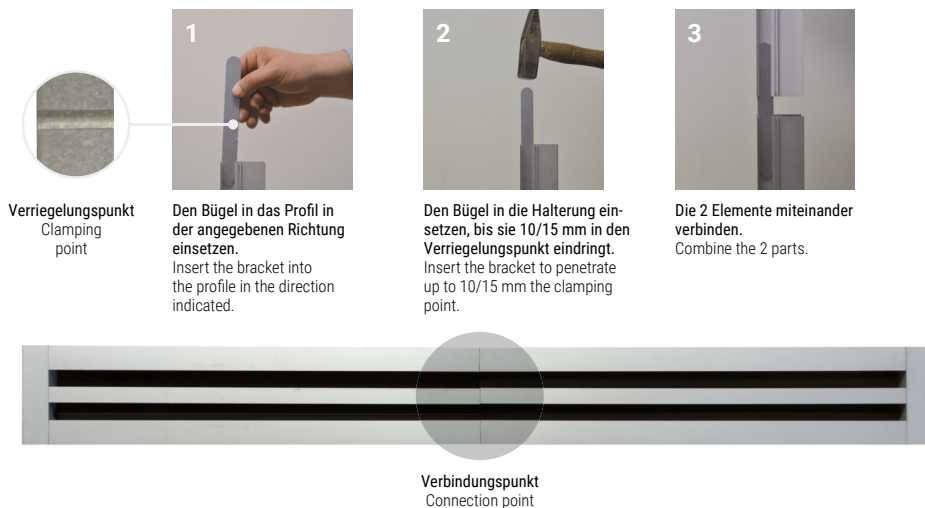 1
2
3
Verriegelungspunkt
Clamping
point
Den Bügel in das Profil in
der angegebenen Richtung
einsetzen.
Insert the bracket into
the profile in the direction
indicated.
Den Bügel in die Halterung ein-
setzen, bis sie 10/15 mm in den
Verriegelungspunkt eindringt.
Insert the bracket to penetrate
up to 10/15 mm the clamping
point.
Die 2 Elemente miteinander
verbinden.
Combine the 2 parts.
Verbindungspunkt
Connection point